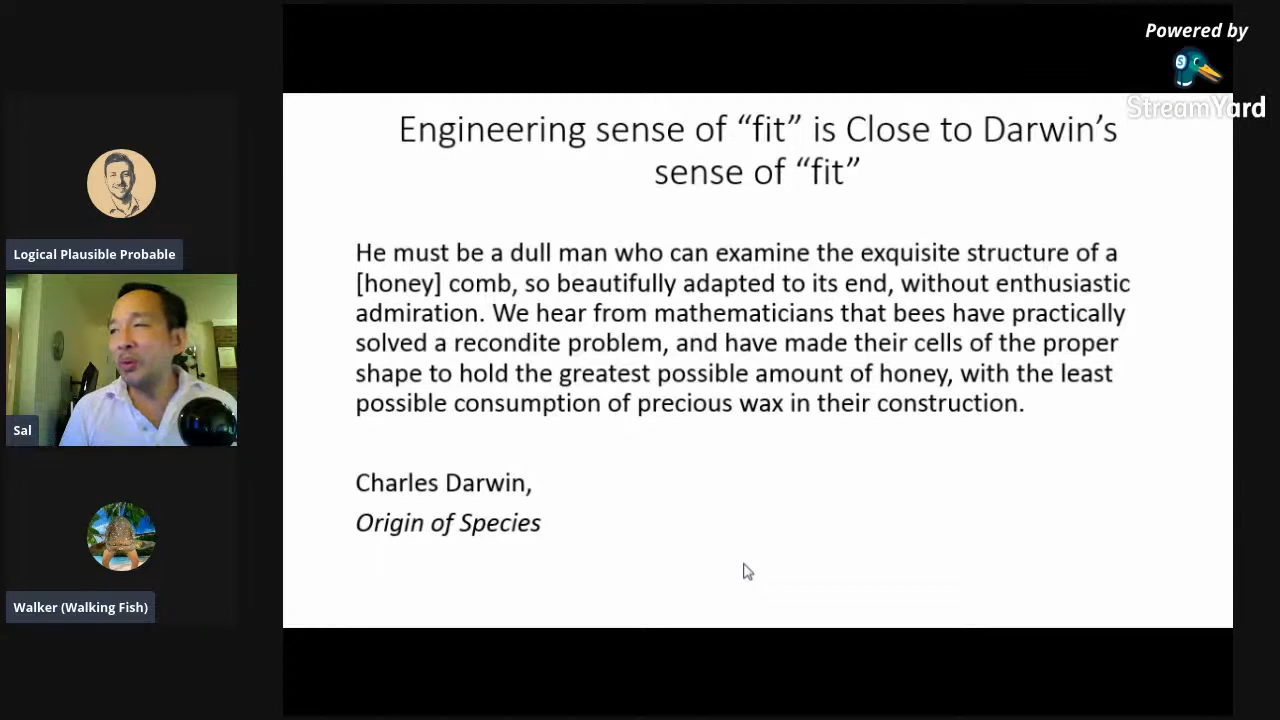 Powered by
StreamYard
Engineering sense of “fit” is Close to Darwin’s
sense of “fit”
He must be a dull man who can examine the exquisite structure of a
[honey] comb, so beautifully adapted to its end, without enthusiastic
admiration. We hear from mathematicians that bees have practically
solved a recondite problem, and have made their cells of the proper
shape to hold the greatest possible amount of honey, with the least
possible consumption of precious wax in their construction.
Charles Darwin,
Origin of Species
Logical Plausible Probable
Sal
Walker (Walking Fish)